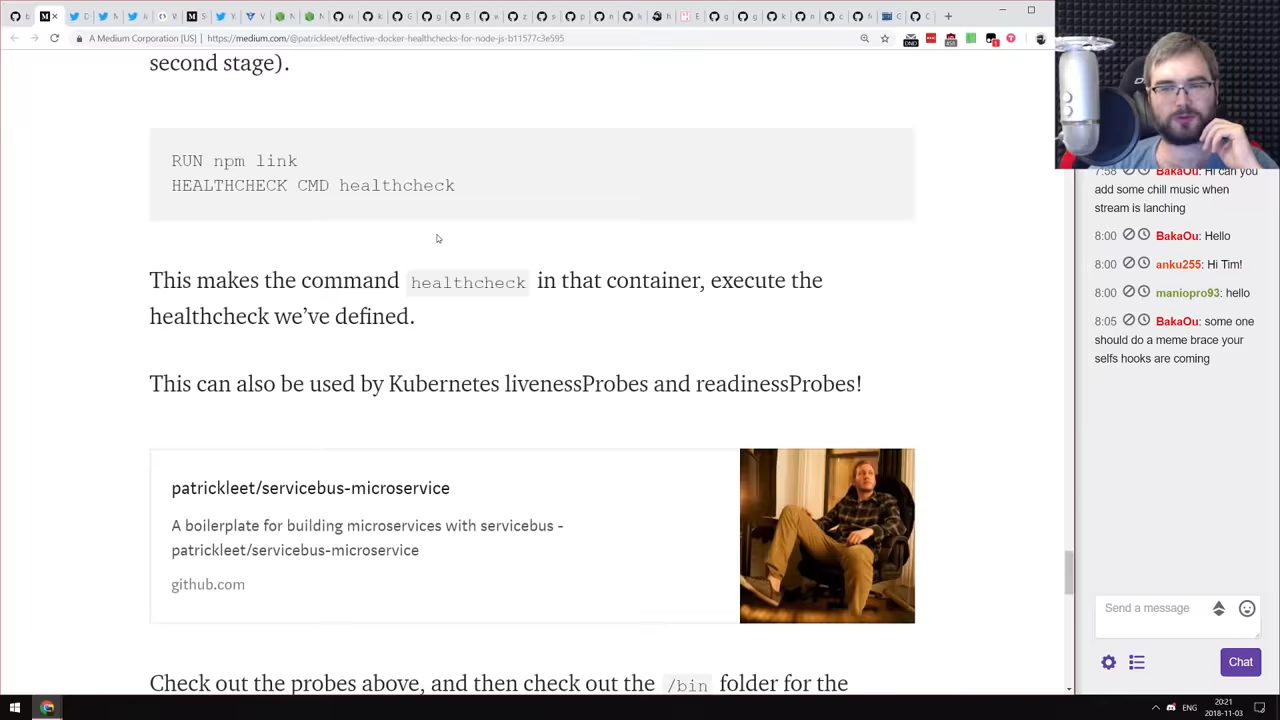 A Medium Corporation [US]
https://medium.com/@patrickleet/effective-docker-healthchecks-for-node-js-b11577c3e595
second stage).
RUN npm link
HEALTHCHECK CMD healthcheck
This makes the command healthcheck in that container, execute the
healthcheck we've defined.
This can also be used by Kubernetes livenessProbes and readinessProbes!
patrickleet/servicebus-microservice
A boilerplate for building microservices with servicebus -
patrickleet/servicebus-microservice
github.com
Check out the probes above, and then check out the /bin folder for the
7:58 BakaOu: Hi can you
add some chill music when
stream is lanching
8:00 BakaOu: Hello
8:00 anku255: Hi Tim!
8:00 maniopro93: hello
8:05 BakaOu: some one
should do a meme brace your
selfs hooks are coming
Send a message
Chat
ENG
20:21
2018-11-03